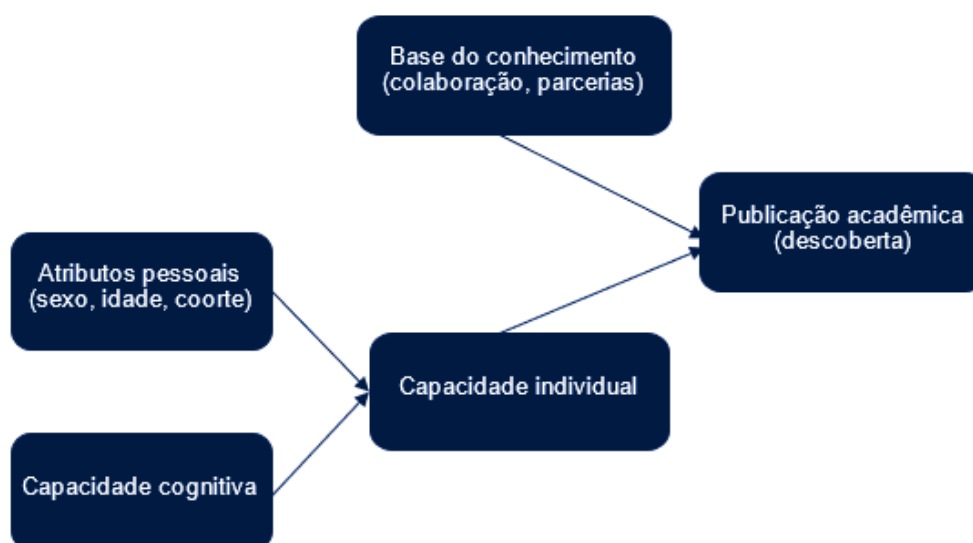 Base do conhecimento
(colaboração, parcerias)
Publicação acadêmica
(descoberta)
Atributos pessoais
(sexo, idade, coorte)
Capacidade individual
Capacidade cognitiva